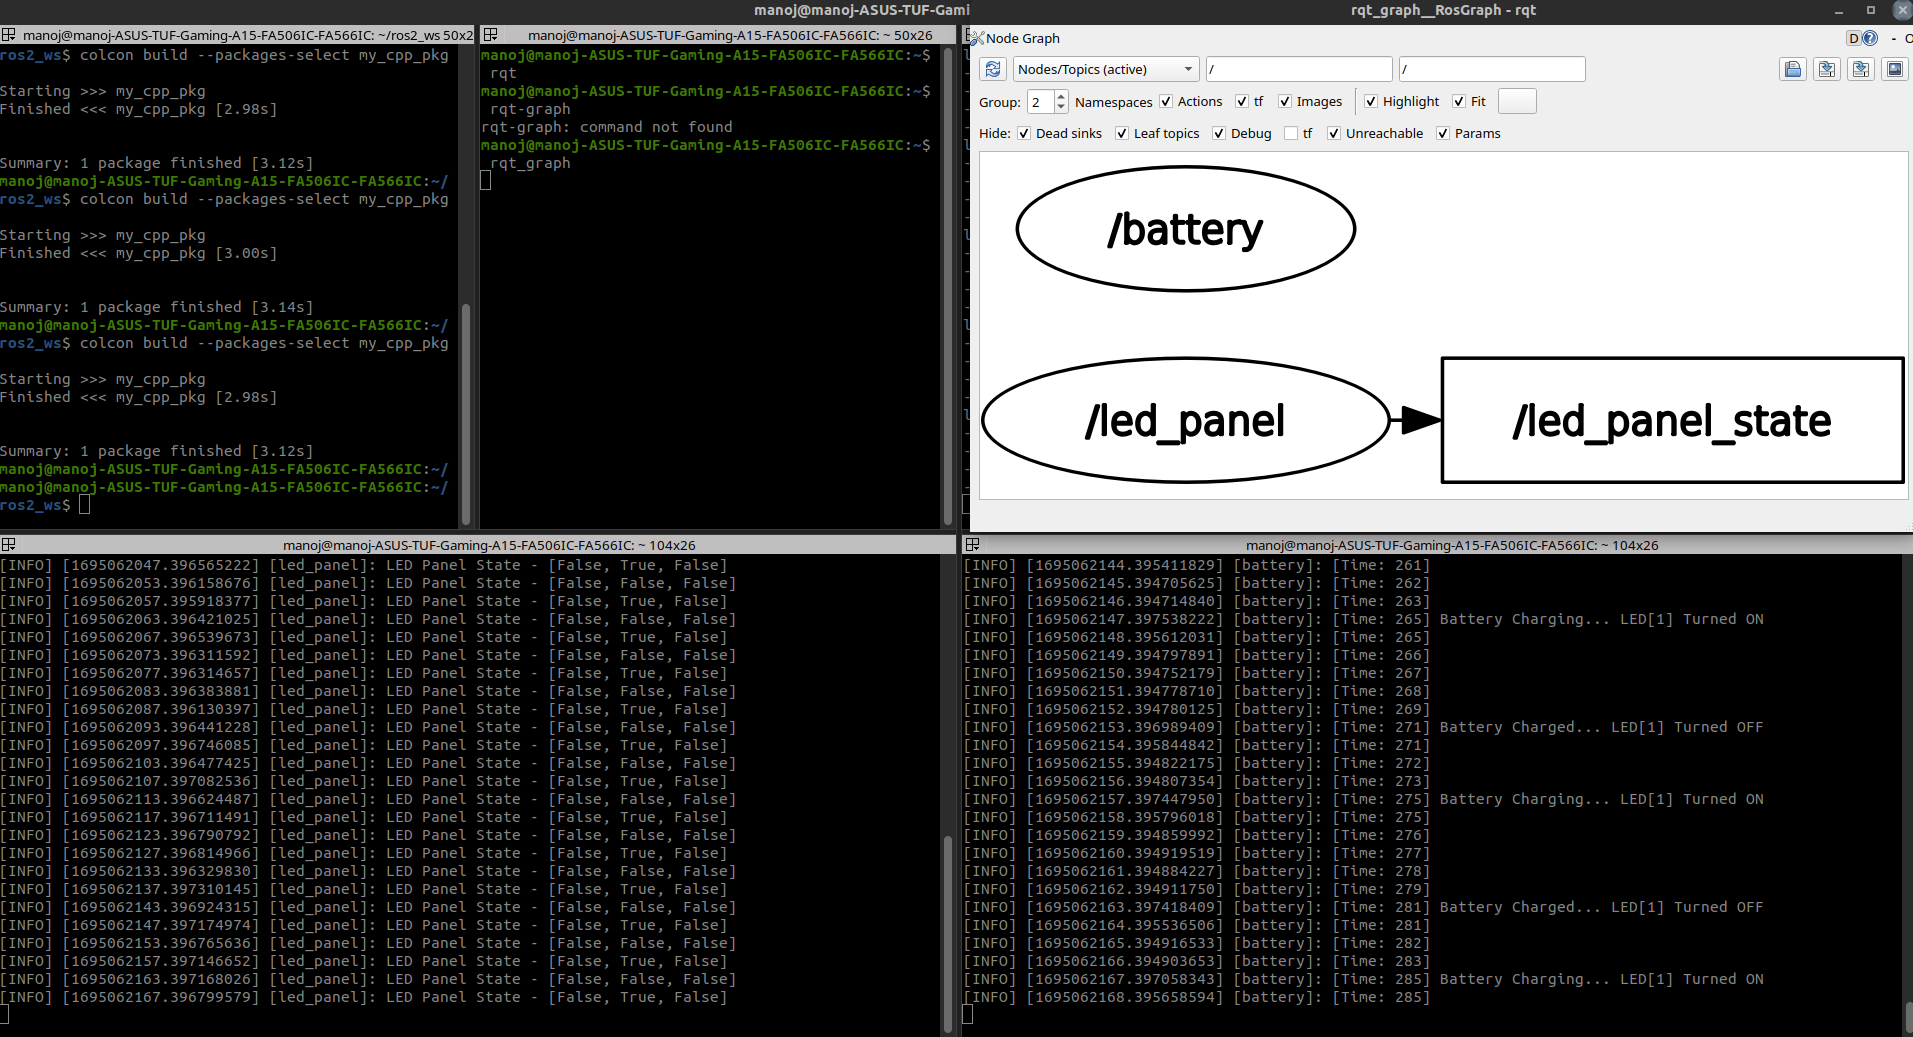 manoj@manoj-ASUS-TUF-Gami
rqt_graph__RosGraph - rqt
manoj@manoj-ASUS-TUF-Gaming-A15-FA506IC-FA566IC: ~/ros2_ws 50x2
ros2_ws$ colcon build --packages-select my_cpp_pkg
Starting >>> my_cpp_pkg
Finished <<< my_cpp_pkg [2.98s]
Summary: 1 package finished [3.12s]
manoj@manoj-ASUS-TUF-Gaming-A15-FA506IC-FA566IC:~/
ros2_ws$ colcon build --packages-select my_cpp_pkg
Starting >>> my_cpp_pkg
Finished <<< my_cpp_pkg [3.00s]
Summary: 1 package finished [3.14s]
manoj@manoj-ASUS-TUF-Gaming-A15-FA506IC-FA566IC:~/
ros2_ws$ colcon build --packages-select my_cpp_pkg
Starting >>> my_cpp_pkg
Finished <<< my_cpp_pkg [2.98s]
Summary: 1 package finished [3.12s]
manoj@manoj-ASUS-TUF-Gaming-A15-FA506IC-FA566IC:~/
manoj@manoj-ASUS-TUF-Gaming-A15-FA506IC-FA566IC:~/
ros2_ws$
manoj@manoj-ASUS-TUF-Gaming-A15-FA506IC-FA566IC: ~ 50x26
manoj@manoj-ASUS-TUF-Gaming-A15-FA506IC-FA566IC:~$
rqt
manoj@manoj-ASUS-TUF-Gaming-A15-FA506IC-FA566IC:~$
rqt-graph
rqt-graph: command not found
manoj@manoj-ASUS-TUF-Gaming-A15-FA506IC-FA566IC:~$
rqt_graph
Node Graph
D ? - O
Nodes/Topics (active) / /
Group: 2 Namespaces Actions tf Images Highlight Fit
Hide: Dead sinks Leaf topics Debug tf Unreachable Params
/battery
/led_panel
/led_panel_state
manoj@manoj-ASUS-TUF-Gaming-A15-FA506IC-FA566IC: ~ 104x26
[INFO] [1695062047.396565222] [led_panel]: LED Panel State - [False, True, False]
[INFO] [1695062053.396158676] [led_panel]: LED Panel State - [False, False, False]
[INFO] [1695062057.395918377] [led_panel]: LED Panel State - [False, True, False]
[INFO] [1695062063.396421025] [led_panel]: LED Panel State - [False, False, False]
[INFO] [1695062067.396539673] [led_panel]: LED Panel State - [False, True, False]
[INFO] [1695062073.396311592] [led_panel]: LED Panel State - [False, False, False]
[INFO] [1695062077.396314657] [led_panel]: LED Panel State - [False, True, False]
[INFO] [1695062083.396383881] [led_panel]: LED Panel State - [False, False, False]
[INFO] [1695062087.396130397] [led_panel]: LED Panel State - [False, True, False]
[INFO] [1695062093.396441228] [led_panel]: LED Panel State - [False, False, False]
[INFO] [1695062097.396746085] [led_panel]: LED Panel State - [False, True, False]
[INFO] [1695062103.396477425] [led_panel]: LED Panel State - [False, False, False]
[INFO] [1695062107.397082536] [led_panel]: LED Panel State - [False, True, False]
[INFO] [1695062113.396624487] [led_panel]: LED Panel State - [False, False, False]
[INFO] [1695062117.396711491] [led_panel]: LED Panel State - [False, True, False]
[INFO] [1695062123.396790792] [led_panel]: LED Panel State - [False, False, False]
[INFO] [1695062127.396814966] [led_panel]: LED Panel State - [False, True, False]
[INFO] [1695062133.396329830] [led_panel]: LED Panel State - [False, False, False]
[INFO] [1695062137.397310145] [led_panel]: LED Panel State - [False, True, False]
[INFO] [1695062143.396924315] [led_panel]: LED Panel State - [False, False, False]
[INFO] [1695062147.397174974] [led_panel]: LED Panel State - [False, True, False]
[INFO] [1695062153.396765636] [led_panel]: LED Panel State - [False, False, False]
[INFO] [1695062157.397146652] [led_panel]: LED Panel State - [False, True, False]
[INFO] [1695062163.397168026] [led_panel]: LED Panel State - [False, False, False]
[INFO] [1695062167.396799579] [led_panel]: LED Panel State - [False, True, False]
manoj@manoj-ASUS-TUF-Gaming-A15-FA506IC-FA566IC: ~ 104x26
[INFO] [1695062144.395411829] [battery]: [Time: 261]
[INFO] [1695062145.394705625] [battery]: [Time: 262]
[INFO] [1695062146.394714840] [battery]: [Time: 263]
[INFO] [1695062147.397538222] [battery]: [Time: 265] Battery Charging... LED[1] Turned ON
[INFO] [1695062148.395612031] [battery]: [Time: 265]
[INFO] [1695062149.394797891] [battery]: [Time: 266]
[INFO] [1695062150.394752179] [battery]: [Time: 267]
[INFO] [1695062151.394778710] [battery]: [Time: 268]
[INFO] [1695062152.394780125] [battery]: [Time: 269]
[INFO] [1695062153.396989409] [battery]: [Time: 271] Battery Charged... LED[1] Turned OFF
[INFO] [1695062154.395844842] [battery]: [Time: 271]
[INFO] [1695062155.394822175] [battery]: [Time: 272]
[INFO] [1695062156.394807354] [battery]: [Time: 273]
[INFO] [1695062157.397447950] [battery]: [Time: 275] Battery Charging... LED[1] Turned ON
[INFO] [1695062158.395796018] [battery]: [Time: 275]
[INFO] [1695062159.394859992] [battery]: [Time: 276]
[INFO] [1695062160.394919519] [battery]: [Time: 277]
[INFO] [1695062161.394884227] [battery]: [Time: 278]
[INFO] [1695062162.394911750] [battery]: [Time: 279]
[INFO] [1695062163.397418409] [battery]: [Time: 281] Battery Charged... LED[1] Turned OFF
[INFO] [1695062164.395536506] [battery]: [Time: 281]
[INFO] [1695062165.394916533] [battery]: [Time: 282]
[INFO] [1695062166.394903653] [battery]: [Time: 283]
[INFO] [1695062167.397058343] [battery]: [Time: 285] Battery Charging... LED[1] Turned ON
[INFO] [1695062168.395658594] [battery]: [Time: 285]